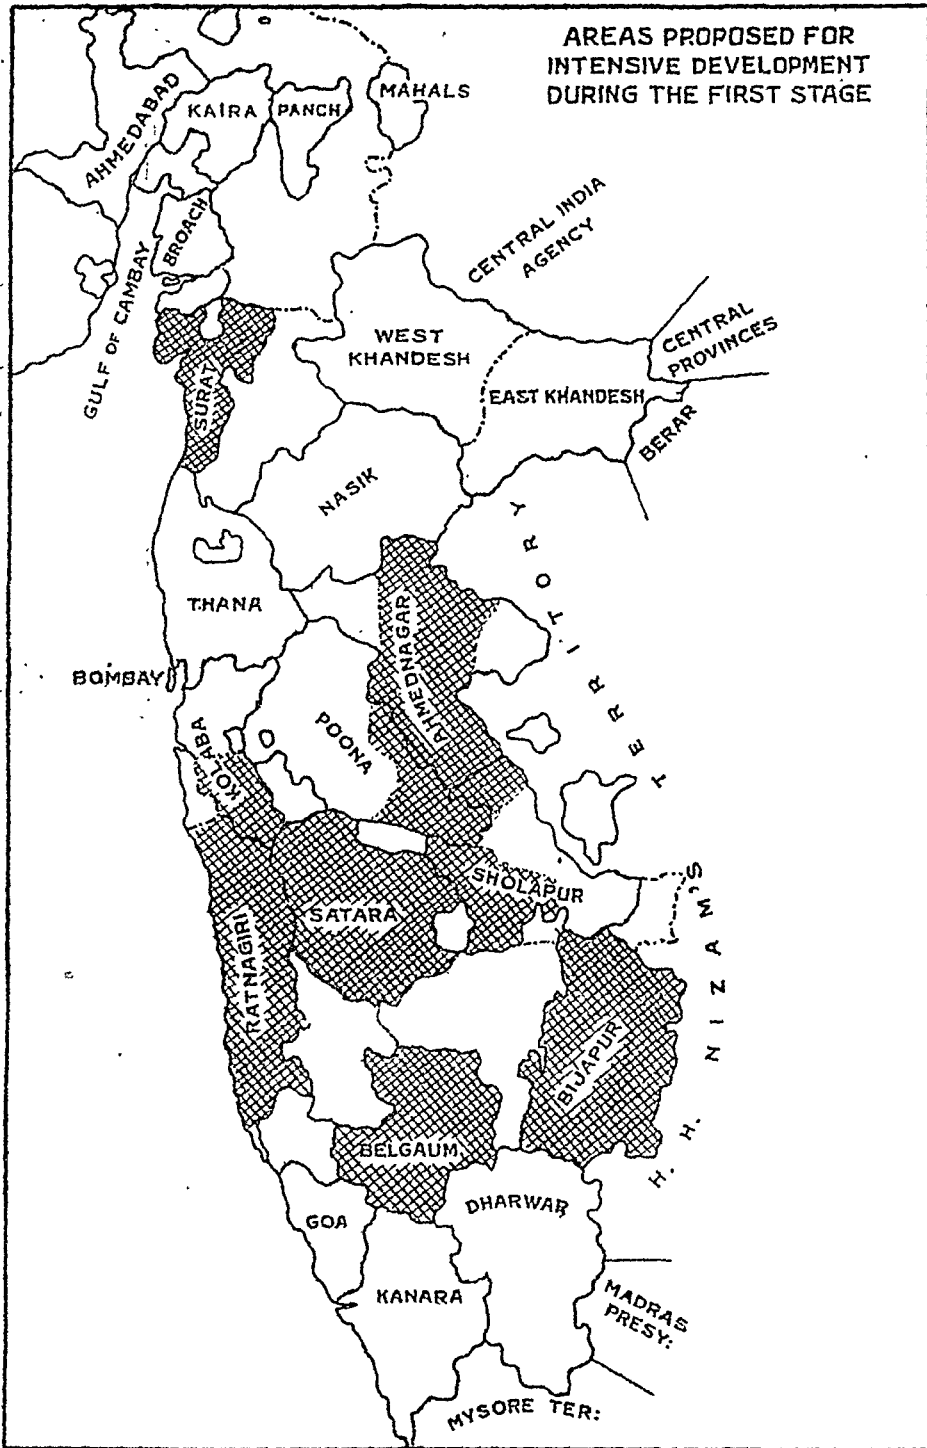 AREAS PROPOSED FOR
INTENSIVE DEVELOPMENT
DURING THE FIRST STAGE
AHMEDABAD
KAIRA
PANCH
MAHALS
BROACH
GULF OF CAMBAY
CENTRAL INDIA
AGENCY
CENTRAL
PROVINCES
WEST
KHANDESH
EAST KHANDESH
BERAR
SURAT
NASIK
THANA
BOMBAY
AHMEDNAGAR
POONA
KOLABA
SHOLAPUR
SATARA
RATNAGIRI
BIJAPUR
BELGAUM
H. H. NIZAM'S TERRITORY
DHARWAR
GOA
KANARA
MADRAS
PRESY:
MYSORE TER: